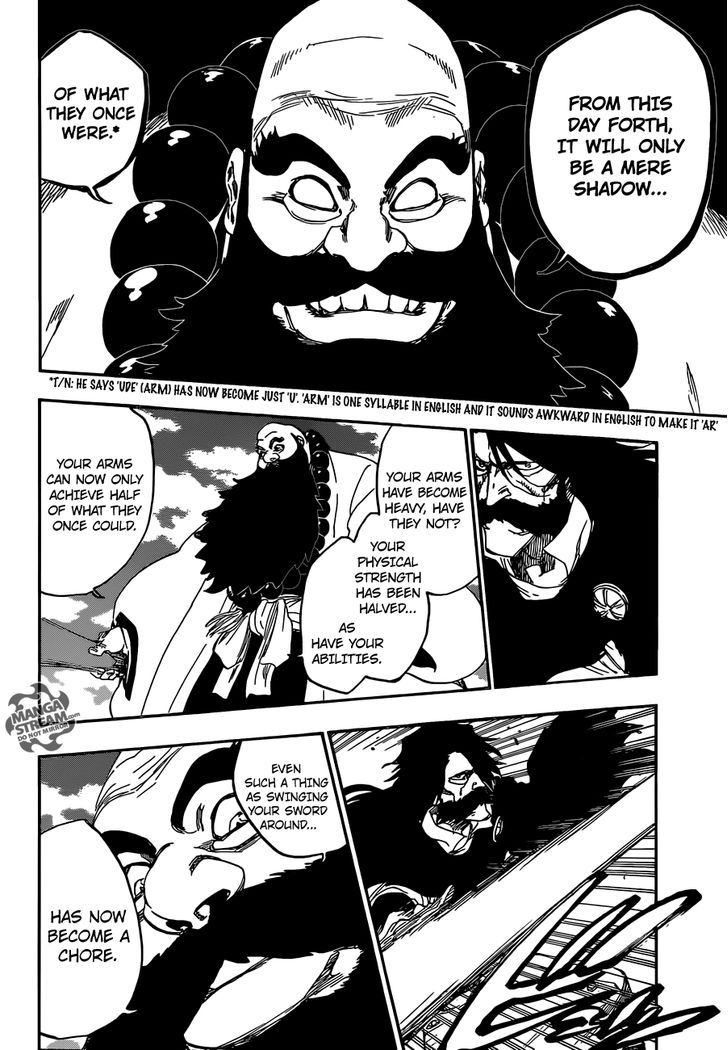 FROM THIS
DAY FORTH,
IT WILL ONLY
BE A MERE
SHADOW...
OF WHAT
THEY ONCE
WERE.*
*T/N: HE SAYS 'UDE' (ARM) HAS NOW BECOME JUST 'U'. 'ARM' IS ONE SYLLABLE IN ENGLISH AND IT SOUNDS AWKWARD IN ENGLISH TO MAKE IT 'AR'
YOUR ARMS
HAVE BECOME
HEAVY, HAVE
THEY NOT?
YOUR
PHYSICAL
STRENGTH
HAS BEEN
HALVED...
AS
HAVE YOUR
ABILITIES.
YOUR ARMS
CAN NOW ONLY
ACHIEVE HALF
OF WHAT THEY
ONCE COULD.
MANGA
STREAM.COM
DO NOT MIRROR
EVEN
SUCH A THING
AS SWINGING
YOUR SWORD
AROUND...
HAS NOW
BECOME A
CHORE.